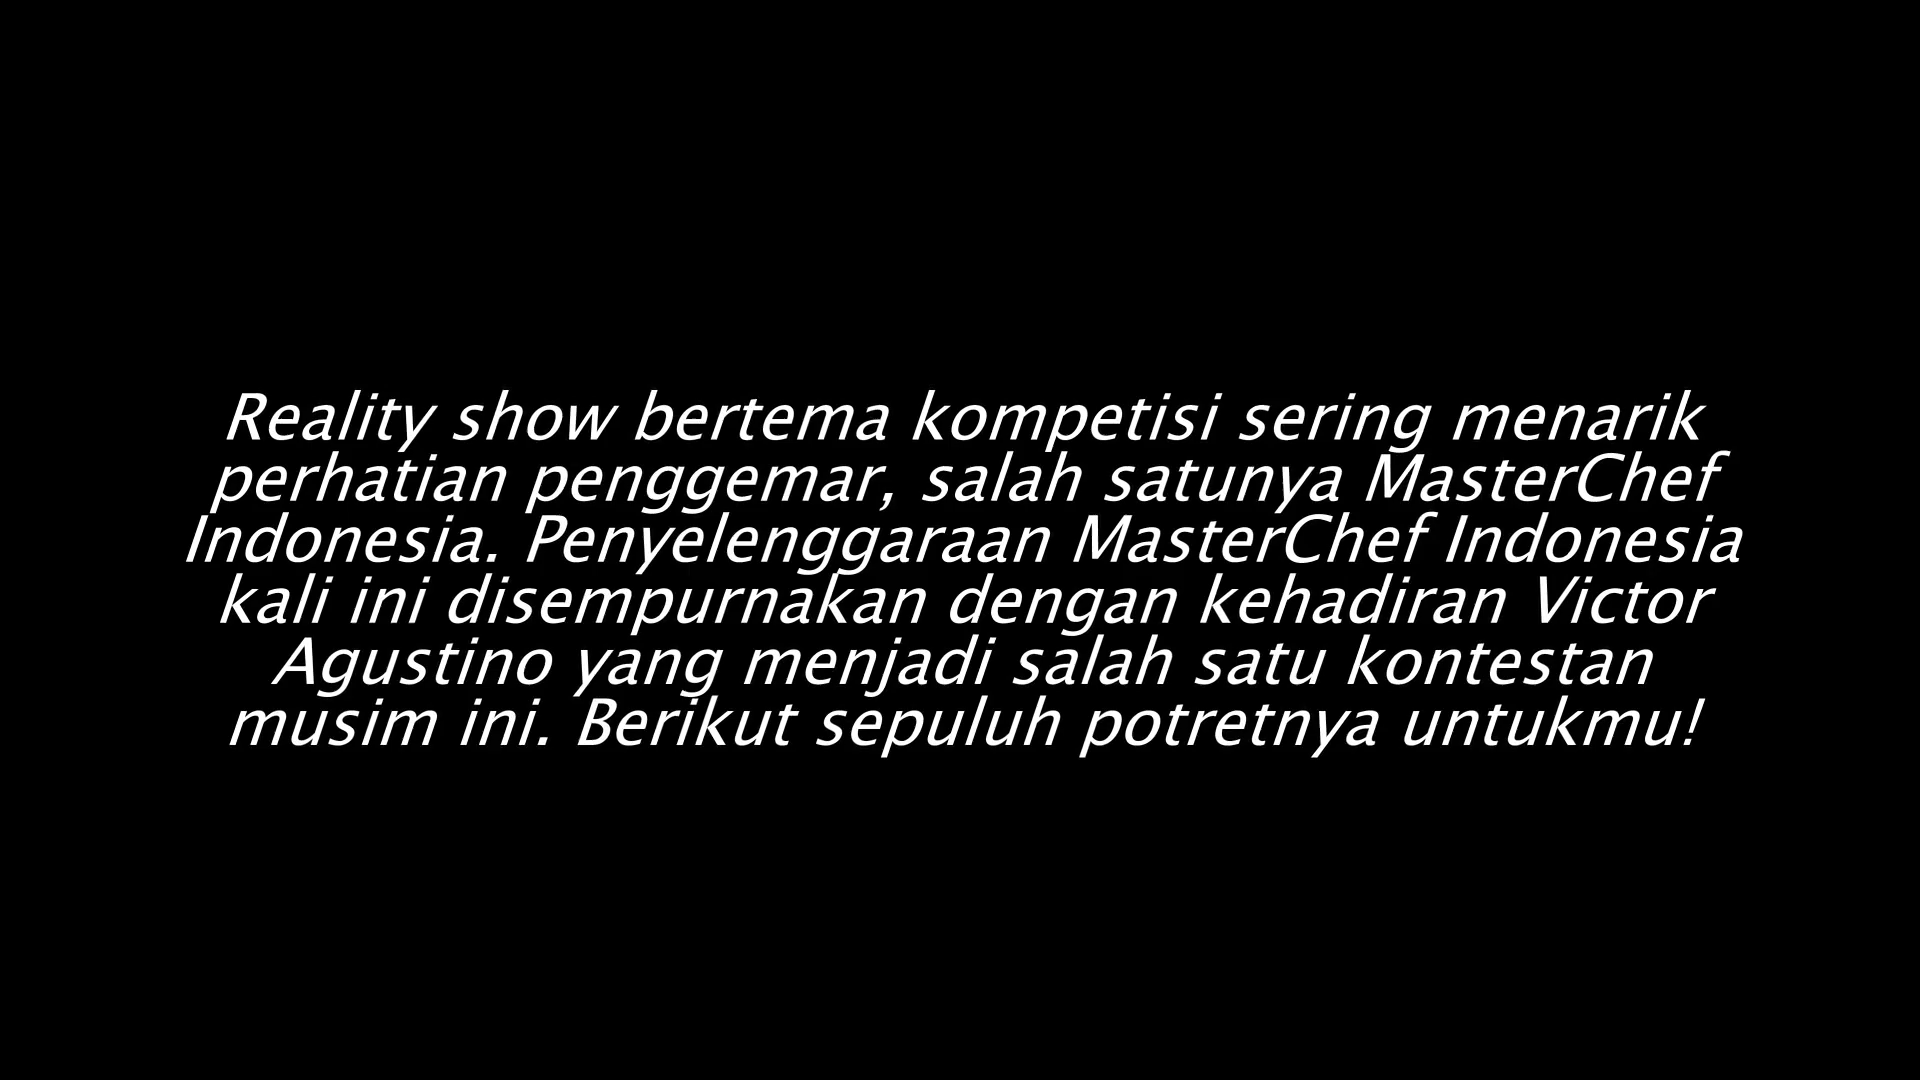 Reality show bertema kompetisi sering menarik
perhatian penggemar, salah satunya MasterChef
Indonesia. Penyelenggaraan MasterChef Indonesia
kali ini disempurnakan dengan kehadiran Victor
Agustino yang menjadi salah satu kontestan
musim ini. Berikut sepuluh potretnya untukmu!